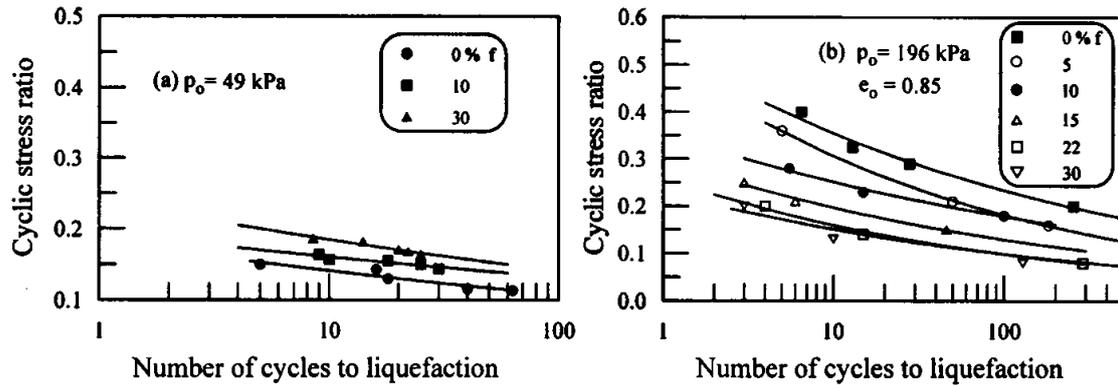 0.5
0.4
0.3
0.2
0.1
1
10
100
Cyclic stress ratio
Number of cycles to liquefaction
(a) pₒ= 49 kPa
0 % f
10
30
0.6
0.5
0.4
0.3
0.2
0.1
0.0
1
10
100
Cyclic stress ratio
Number of cycles to liquefaction
(b) pₒ= 196 kPa
eₒ = 0.85
0 % f
5
10
15
22
30